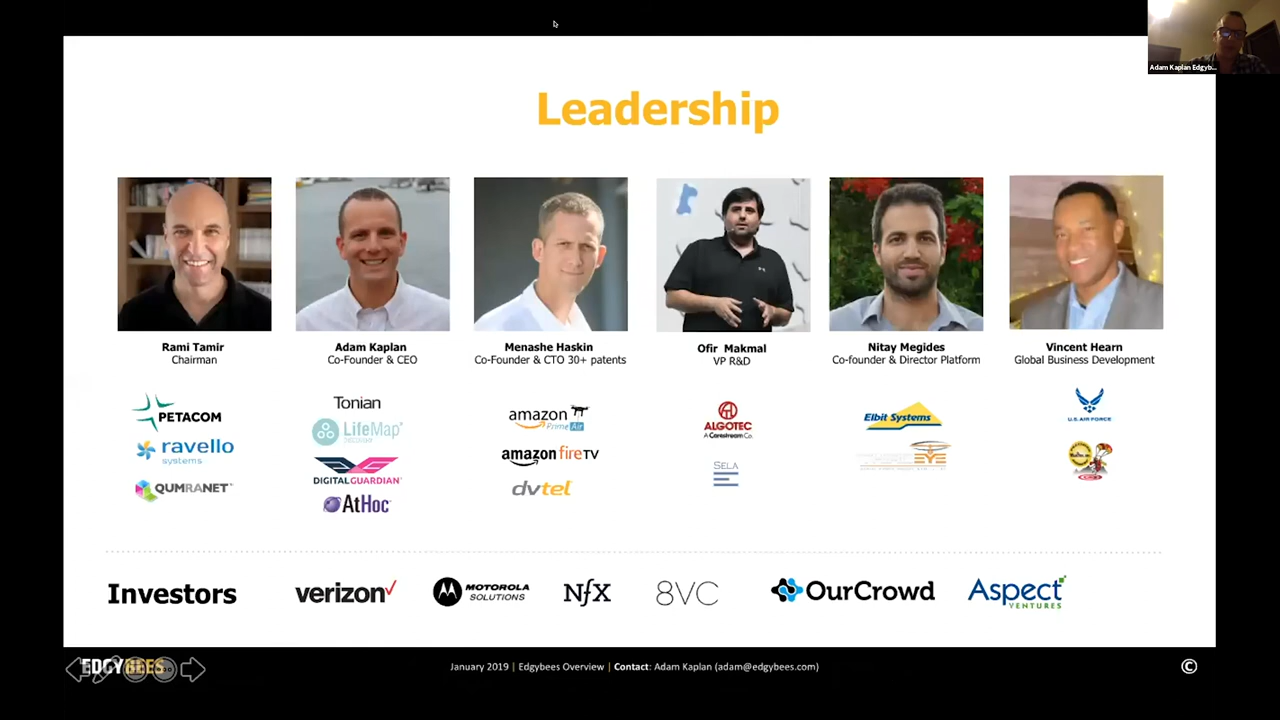 Adam Kaplan Edgyb...
Leadership
Rami Tamir
Chairman
Adam Kaplan
Co-Founder & CEO
Menashe Haskin
Co-Founder & CTO 30+ patents
Ofir Makmal
VP R&D
Nitay Megides
Co-founder & Director Platform
Vincent Hearn
Global Business Development
PETACOM
ravello
systems
QUMRANET
Tonian
LifeMap
DIGITALGUARDIAN
AtHoc
amazon
Prime Air
amazon fireTV
dvtel
ALGOTEC
A Carestream Co.
SELA
Elbit Systems
U.S. AIR FORCE
Investors
verizon
MOTOROLA
SOLUTIONS
NfX
8VC
OurCrowd
Aspect
VENTURES
EDGYBEES
January 2019 | Edgybees Overview | Contact: Adam Kaplan (adam@edgybees.com)
©